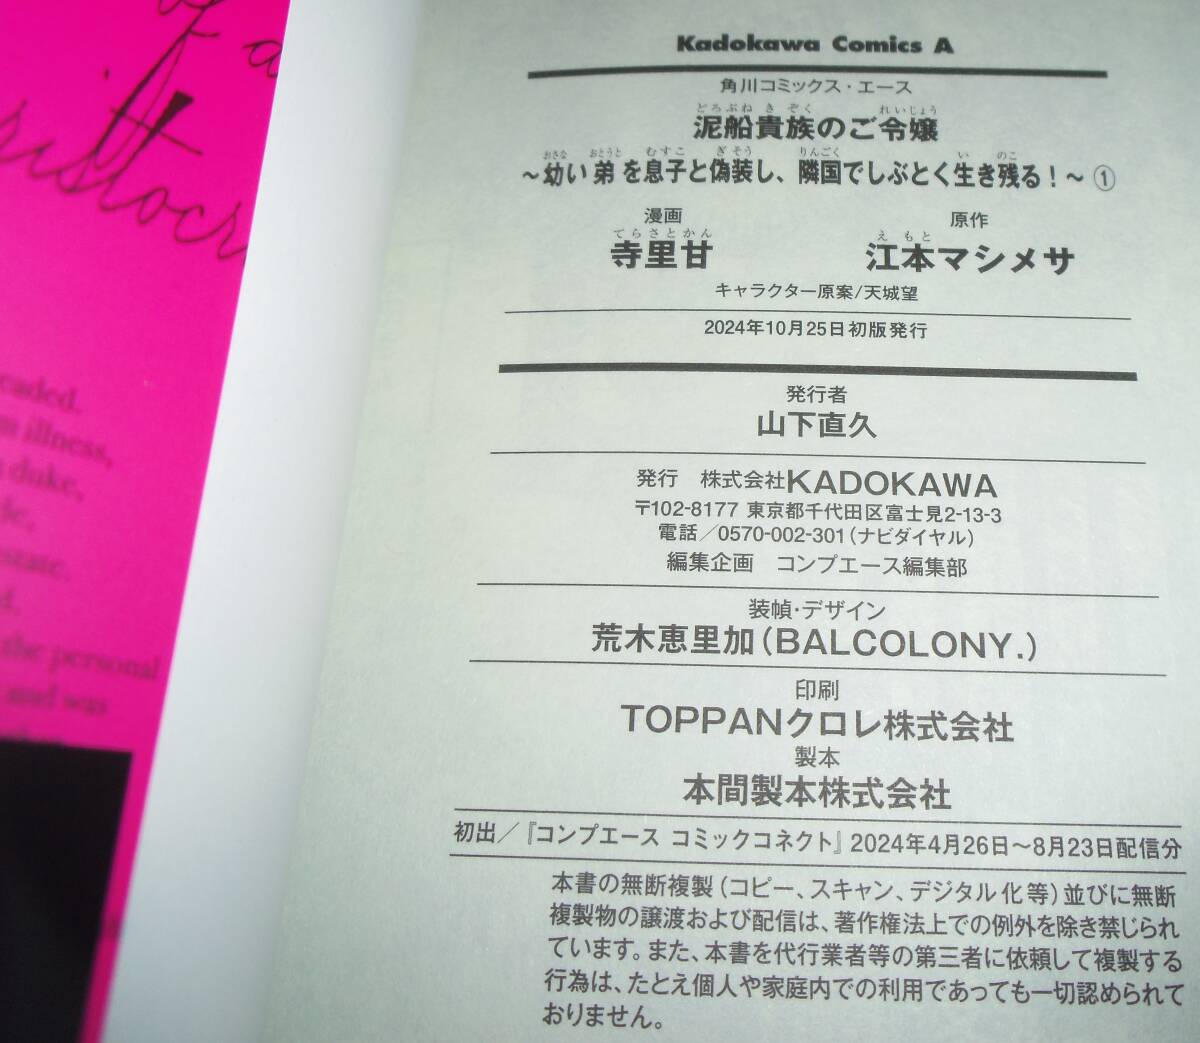 of
a
Kadokawa Comics A
角川コミックス・エース
どろぶね きぞく れいじょう
泥船貴族のご令嬢
おさな おとうと むすこ ぎそう りんごく い のこ
～幼い弟を息子と偽装し、隣国でしぶとく生き残る！～①
漫画
てらさとかん
寺里甘
原作
えもと
江本マシメサ
キャラクター原案/天城望
2024年10月25日初版発行
発行者
山下直久
発行 株式会社KADOKAWA
〒102-8177 東京都千代田区富士見2-13-3
電話／0570-002-301（ナビダイヤル）
編集企画 コンプエース編集部
装幀・デザイン
荒木恵里加（BALCOLONY.）
印刷
TOPPANクロレ株式会社
製本
本間製本株式会社
初出／『コンプエース コミックコネクト』2024年4月26日～8月23日配信分
本書の無断複製（コピー、スキャン、デジタル化等）並びに無断
複製物の譲渡および配信は、著作権法上での例外を除き禁じられ
ています。また、本書を代行業者等の第三者に依頼して複製する
行為は、たとえ個人や家庭内での利用であっても一切認められて
おりません。
illness,
duke,
the personal
and was